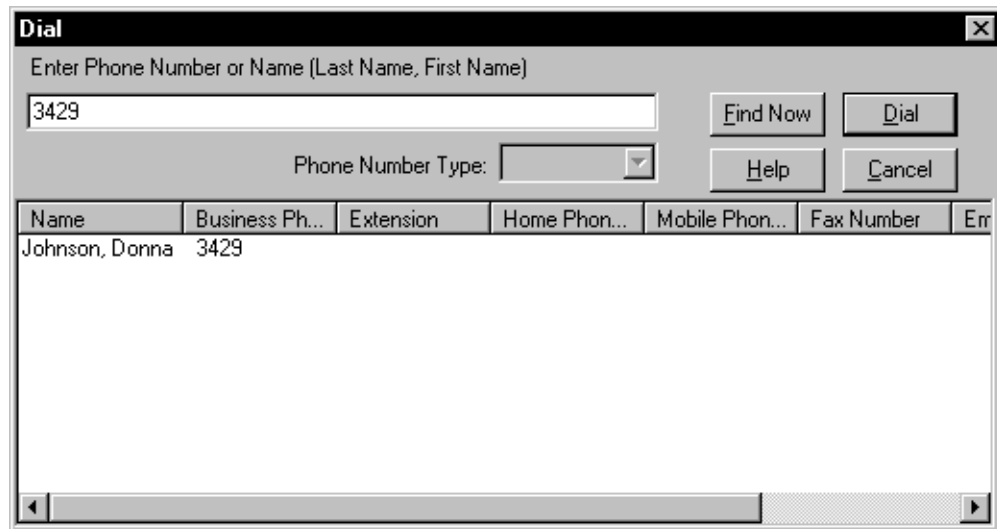 Dial
Enter Phone Number or Name (Last Name, First Name)
3429
Find Now
Dial
Phone Number Type:
Help
Cancel
Name Business Ph... Extension Home Phon... Mobile Phon... Fax Number Em
Johnson, Donna 3429